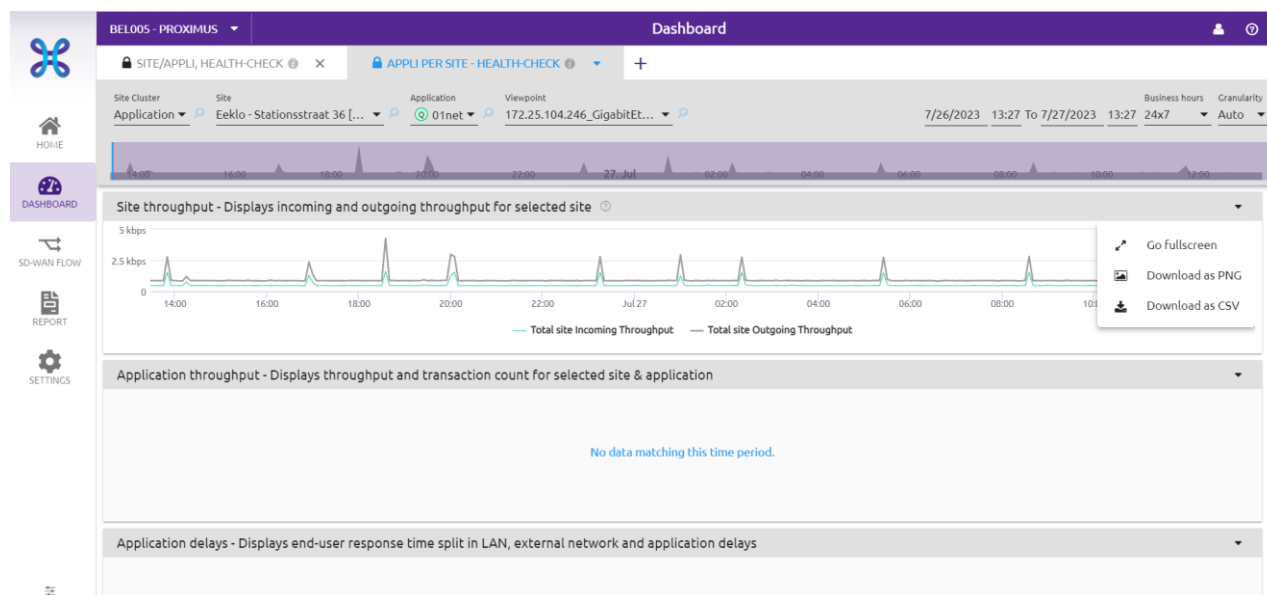 BEL005 - PROXIMUS
Dashboard
SITE/APPLI, HEALTH-CHECK
APPLI PER SITE - HEALTH-CHECK
Site Cluster Site Application Viewpoint Business hours Granularity
Application Eeklo - Stationsstraat 36 [... 01net 172.25.104.246_GigabitEt... 7/26/2023 13:27 To 7/27/2023 13:27 24x7 Auto
HOME
14:00 16:00 18:00 20:00 22:00 27. Jul 02:00 04:00 06:00 08:00 10:00 12:00
DASHBOARD
Site throughput - Displays incoming and outgoing throughput for selected site
5 kbps
2.5 kbps
0
14:00 16:00 18:00 20:00 22:00 Jul 27 02:00 04:00 06:00 08:00
Total site Incoming Throughput Total site Outgoing Throughput
Go fullscreen
Download as PNG
Download as CSV
SD-WAN FLOW
REPORT
SETTINGS
Application throughput - Displays throughput and transaction count for selected site & application
No data matching this time period.
Application delays - Displays end-user response time split in LAN, external network and application delays